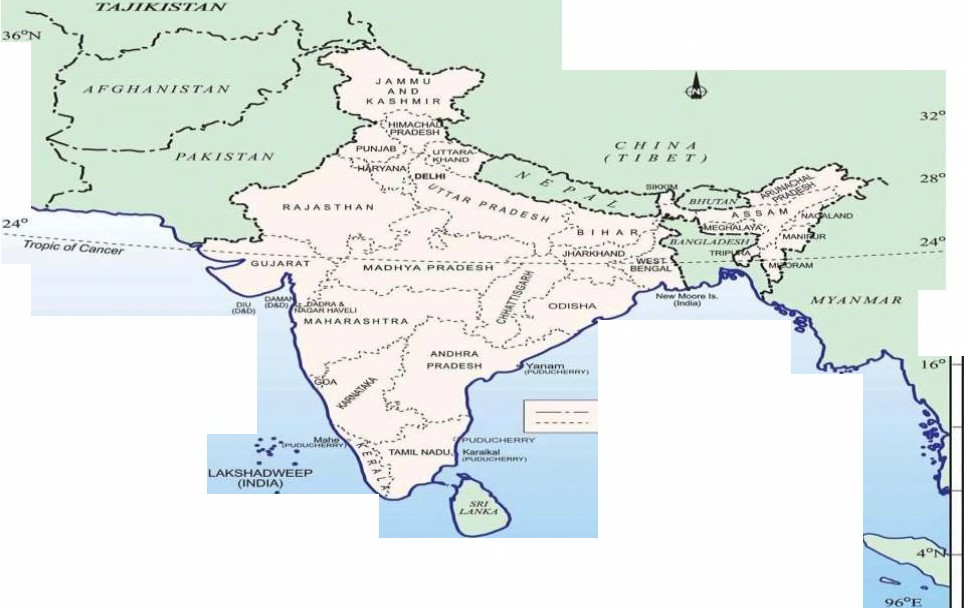 TAJIKISTAN
36°N
AFGHANISTAN
JAMMU
AND
KASHMIR
N
32°
HIMACHAL
PRADESH
PAKISTAN
PUNJAB
UTTARA-
KHAND
CHINA
(TIBET)
HARYANA
DELHI
28°
NEPAL
SIKKIM
BHUTAN
ARUNACHAL
PRADESH
RAJASTHAN
UTTAR PRADESH
ASSAM
NAGALAND
24°
BIHAR
MEGHALAYA
MANIPUR
24°
Tropic of Cancer
BANGLADESH
TRIPURA
MIZORAM
GUJARAT
MADHYA PRADESH
JHARKHAND
WEST
BENGAL
CHHATTISGARH
ODISHA
New Moore Is.
(India)
MYANMAR
DIU
(D&D)
DAMAN
(D&D)
DADRA &
NAGAR HAVELI
MAHARASHTRA
ANDHRA
PRADESH
Yanam
(PUDUCHERRY)
16°
GOA
KARNATAKA
Mahe
(PUDUCHERRY)
KERALA
TAMIL NADU
PUDUCHERRY
Karaikal
(PUDUCHERRY)
LAKSHADWEEP
(INDIA)
SRI
LANKA
4°N
96°E